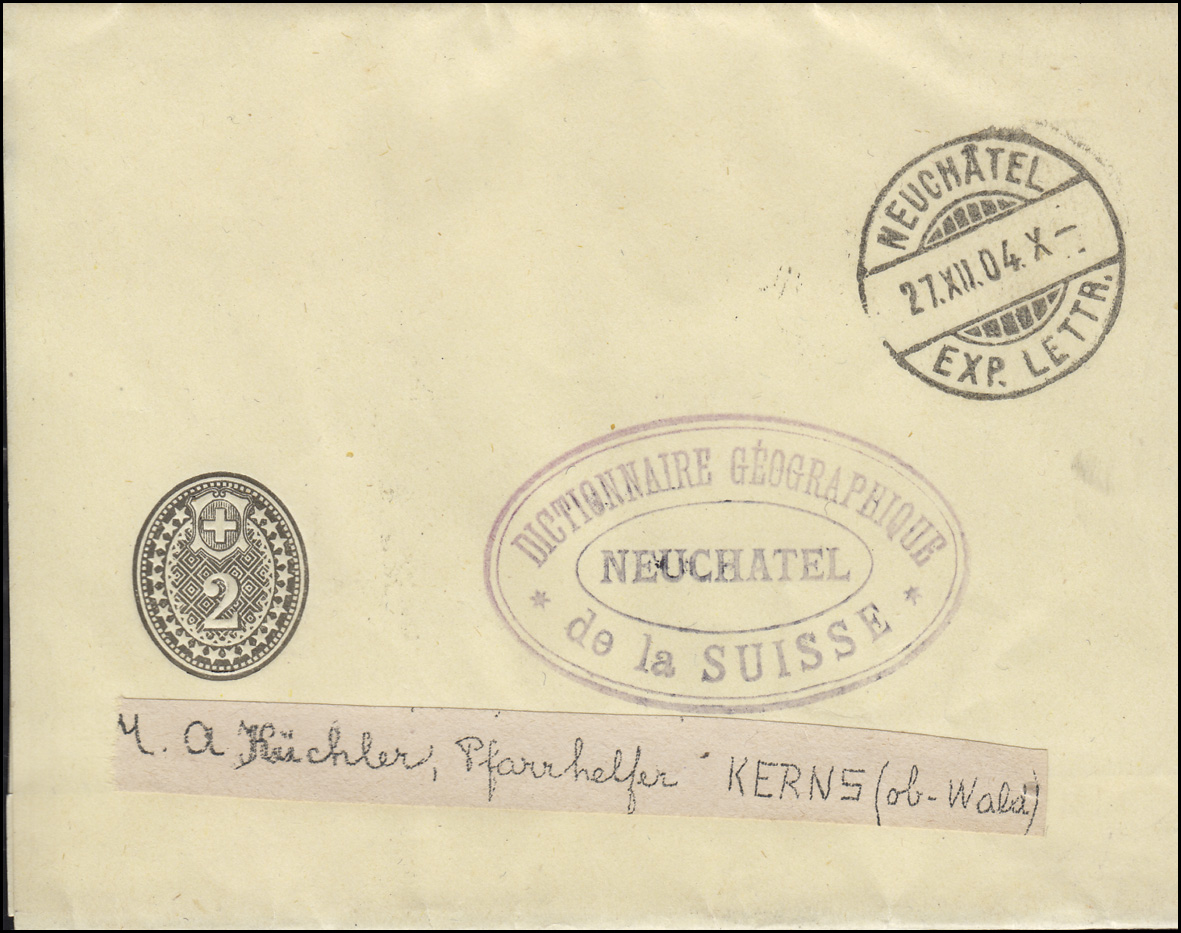 NEUCHÂTEL
27.XII.04. X-
EXP. LETTR.
2
DICTIONNAIRE GÉOGRAPHIQUE
NEUCHATEL
* de la SUISSE *
M. A Küchler, Pfarrhelfer KERNS (ob-Wald)